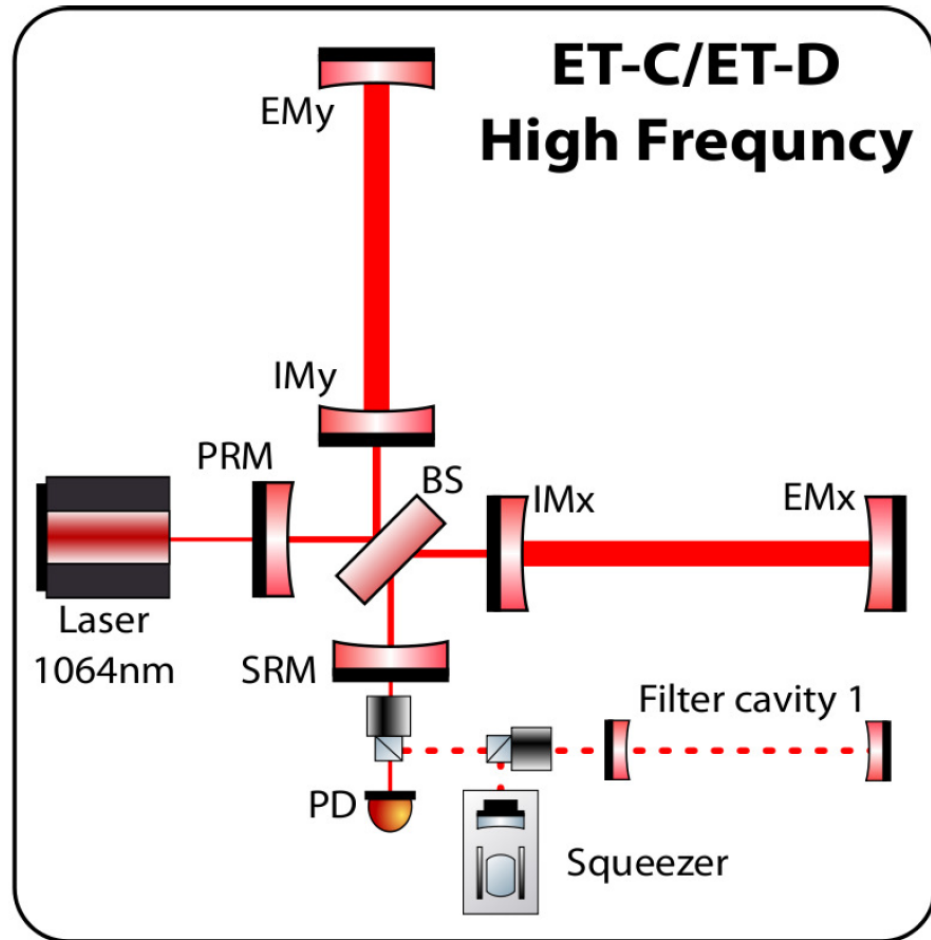 ET-C/ET-D
High Frequncy
EMy
IMy
PRM
BS
IMx
EMx
Laser
1064nm
SRM
Filter cavity 1
PD
Squeezer